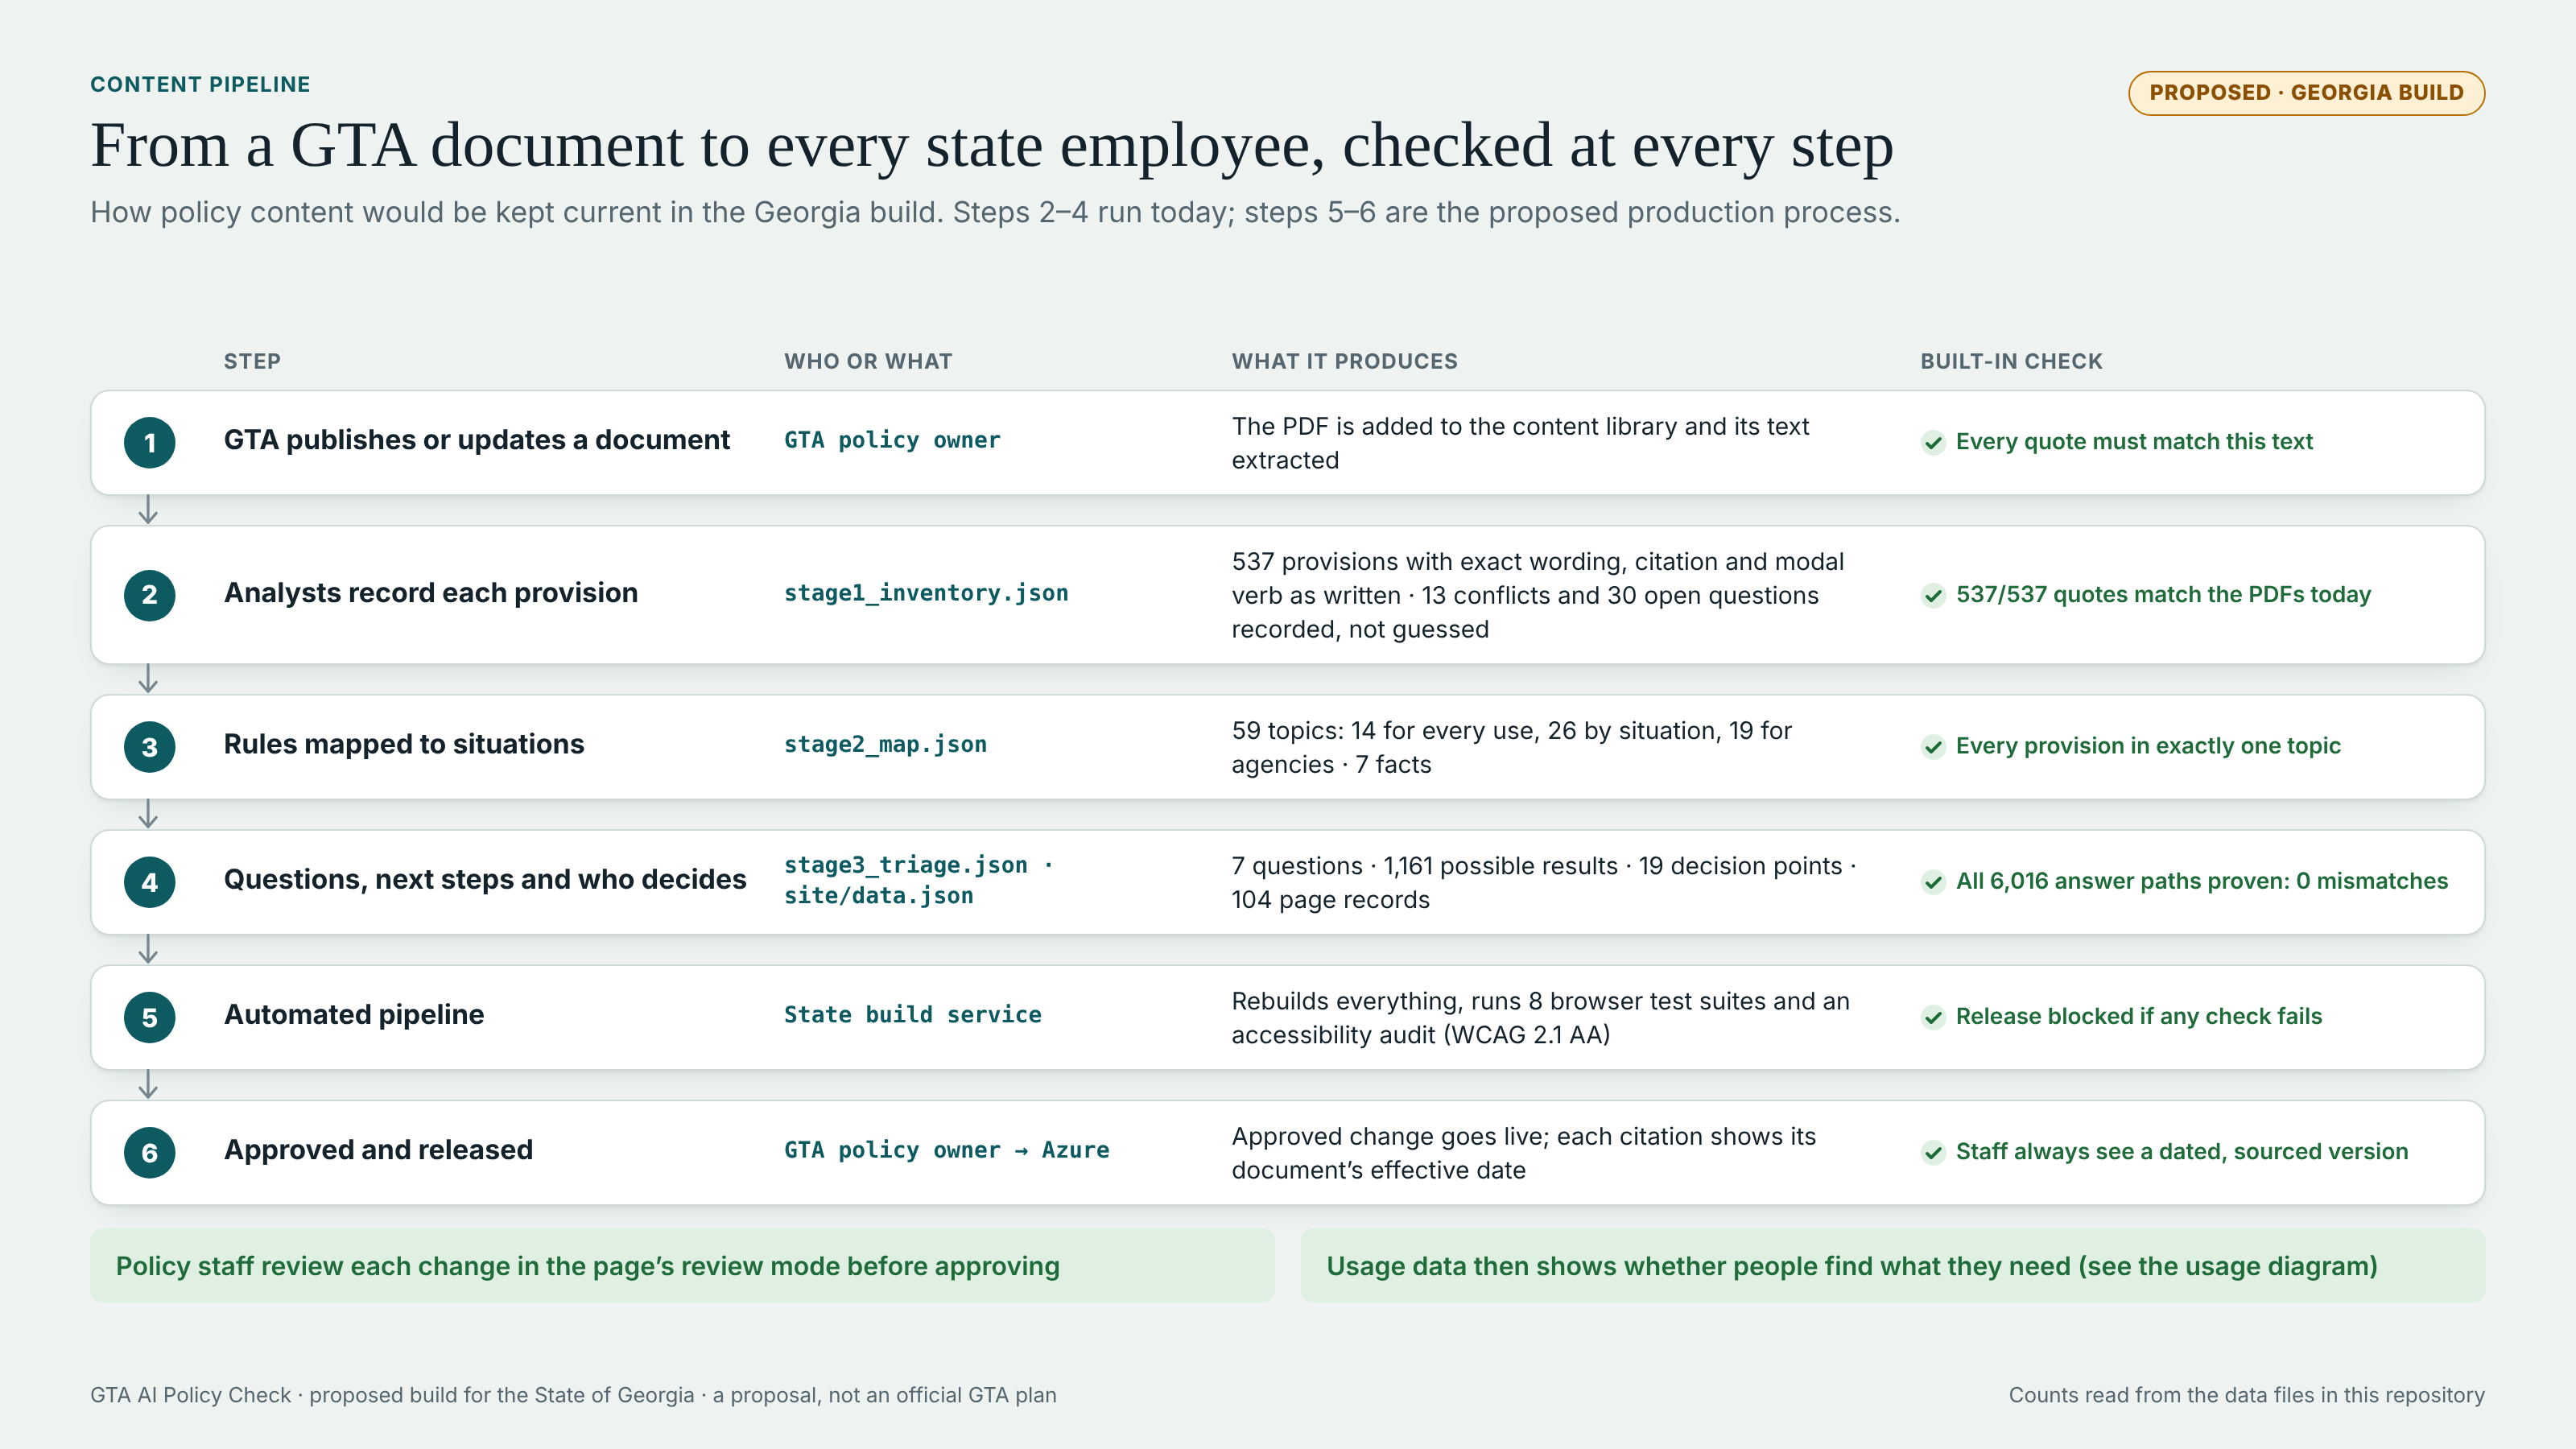 CONTENT PIPELINE
PROPOSED · GEORGIA BUILD
From a GTA document to every state employee, checked at every step
How policy content would be kept current in the Georgia build. Steps 2–4 run today; steps 5–6 are the proposed production process.
STEP
WHO OR WHAT
WHAT IT PRODUCES
BUILT-IN CHECK
1
GTA publishes or updates a document
GTA policy owner
The PDF is added to the content library and its text
extracted
Every quote must match this text
2
Analysts record each provision
stage1_inventory.json
537 provisions with exact wording, citation and modal
verb as written · 13 conflicts and 30 open questions
recorded, not guessed
537/537 quotes match the PDFs today
3
Rules mapped to situations
stage2_map.json
59 topics: 14 for every use, 26 by situation, 19 for
agencies · 7 facts
Every provision in exactly one topic
4
Questions, next steps and who decides
stage3_triage.json ·
site/data.json
7 questions · 1,161 possible results · 19 decision points ·
104 page records
All 6,016 answer paths proven: 0 mismatches
5
Automated pipeline
State build service
Rebuilds everything, runs 8 browser test suites and an
accessibility audit (WCAG 2.1 AA)
Release blocked if any check fails
6
Approved and released
GTA policy owner → Azure
Approved change goes live; each citation shows its
document’s effective date
Staff always see a dated, sourced version
Policy staff review each change in the page’s review mode before approving
Usage data then shows whether people find what they need (see the usage diagram)
GTA AI Policy Check · proposed build for the State of Georgia · a proposal, not an official GTA plan
Counts read from the data files in this repository